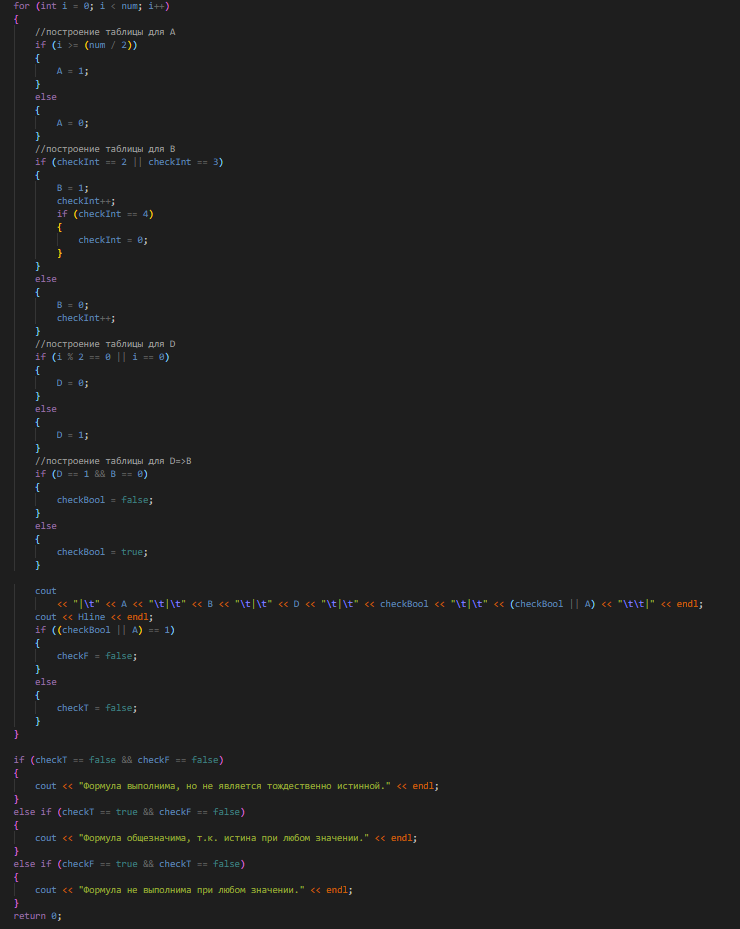 for (int i = 0; i < num; i++)
{
//построение таблицы для A
if (i >= (num / 2))
{
A = 1;
}
else
{
A = 0;
}
//построение таблицы для B
if (checkInt == 2 || checkInt == 3)
{
B = 1;
checkInt++;
if (checkInt == 4)
{
checkInt = 0;
}
}
else
{
B = 0;
checkInt++;
}
//построение таблицы для D
if (i % 2 == 0 || i == 0)
{
D = 0;
}
else
{
D = 1;
}
//построение таблицы для D=>B
if (D == 1 && B == 0)
{
checkBool = false;
}
else
{
checkBool = true;
}
cout
<< "|\t" << A << "\t|\t" << B << "\t|\t" << D << "\t|\t" << checkBool << "\t|\t" << (checkBool || A) << "\t\t|" << endl;
cout << Hline << endl;
if ((checkBool || A) == 1)
{
checkF = false;
}
else
{
checkT = false;
}
}
if (checkT == false && checkF == false)
{
cout << "Формула выполнима, но не является тождественно истинной." << endl;
}
else if (checkT == true && checkF == false)
{
cout << "Формула общезначима, т.к. истина при любом значении." << endl;
}
else if (checkF == true && checkT == false)
{
cout << "Формула не выполнима при любом значении." << endl;
}
return 0;